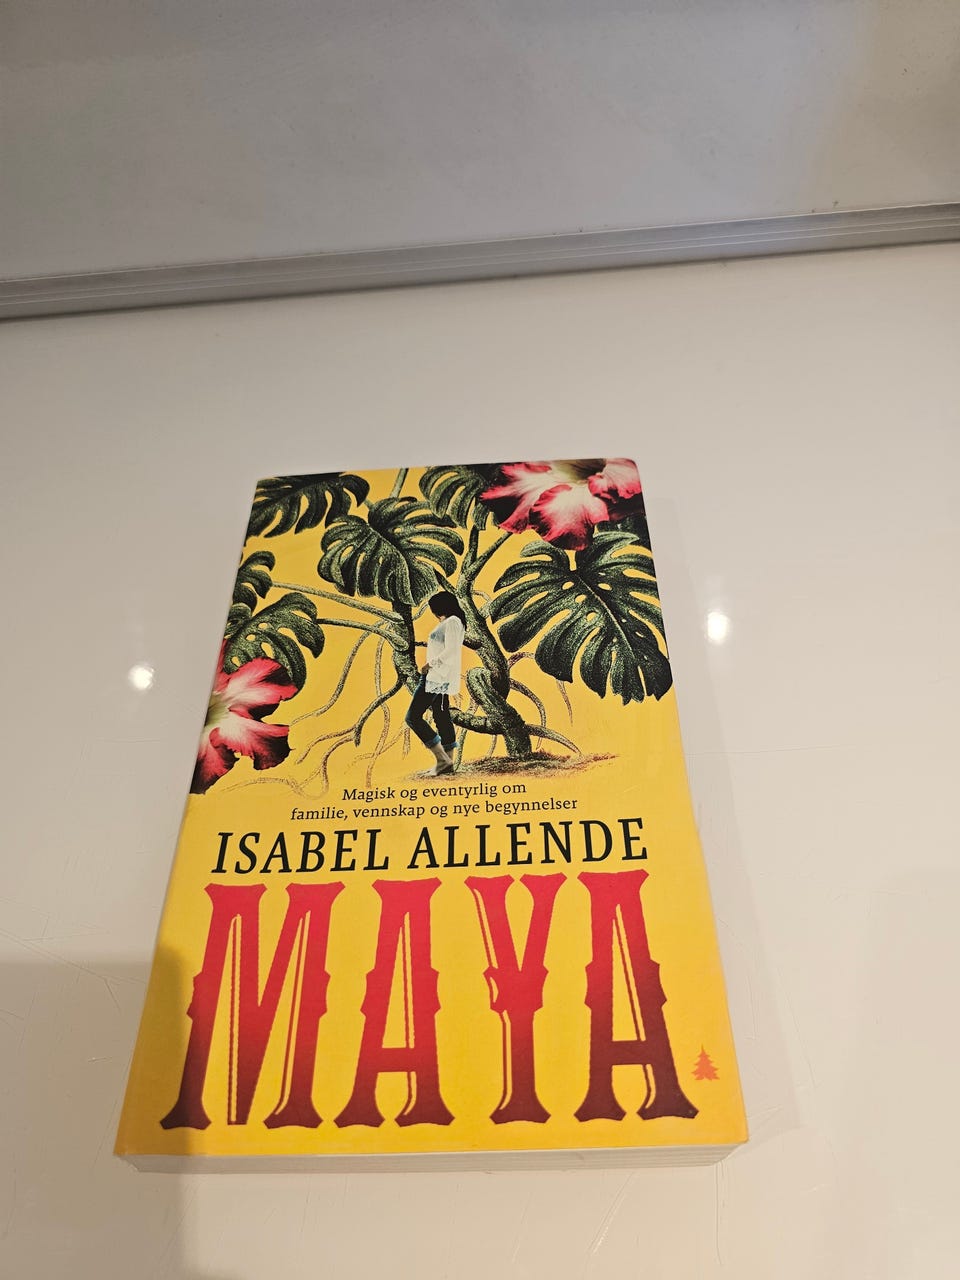 Magisk og eventyrlig om
familie, vennskap og nye begynnelser
ISABEL ALLENDE
MAYA